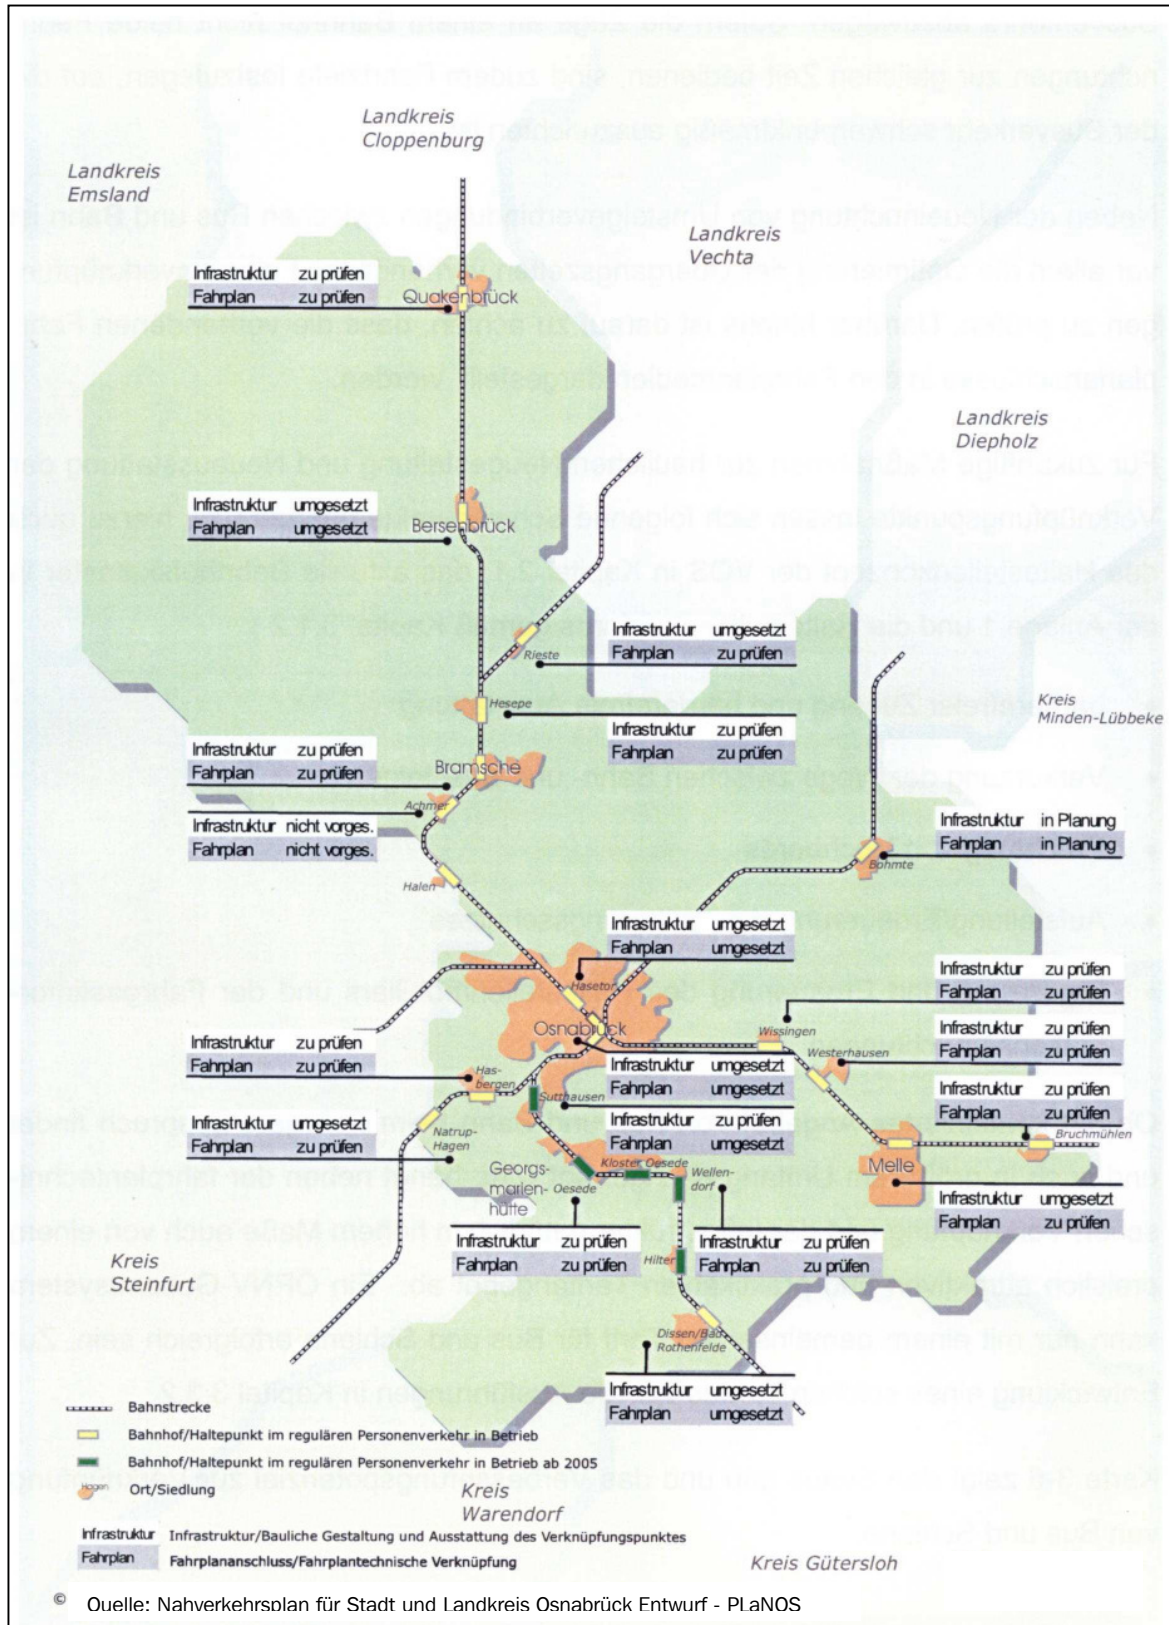 Landkreis
Cloppenburg
Landkreis
Emsland
Landkreis
Vechta
Infrastruktur zu prüfen
Fahrplan zu prüfen
Quakenbrück
Landkreis
Diepholz
Infrastruktur umgesetzt
Fahrplan umgesetzt
Bersenbrück
Infrastruktur umgesetzt
Fahrplan zu prüfen
Rieste
Kreis
Minden-Lübbeke
Hesepe
Infrastruktur zu prüfen
Fahrplan zu prüfen
Infrastruktur zu prüfen
Fahrplan zu prüfen
Bramsche
Achmer
Infrastruktur nicht vorges.
Fahrplan nicht vorges.
Infrastruktur in Planung
Fahrplan in Planung
Bohmte
Halen
Infrastruktur umgesetzt
Fahrplan umgesetzt
Hasetor
Infrastruktur zu prüfen
Fahrplan zu prüfen
Osnabrück
Wissingen
Infrastruktur zu prüfen
Fahrplan zu prüfen
Westerhausen
Infrastruktur zu prüfen
Fahrplan zu prüfen
Has-
bergen
Infrastruktur umgesetzt
Fahrplan umgesetzt
Sutthausen
Infrastruktur zu prüfen
Fahrplan zu prüfen
Infrastruktur zu prüfen
Fahrplan umgesetzt
Bruchmühlen
Infrastruktur umgesetzt
Fahrplan zu prüfen
Natrup-
Hagen
Georgs-
marien-
hütte
Oesede
Kloster Oesede
Wellen-
dorf
Melle
Infrastruktur umgesetzt
Fahrplan zu prüfen
Infrastruktur zu prüfen
Fahrplan zu prüfen
Hilter
Infrastruktur zu prüfen
Fahrplan zu prüfen
Kreis
Steinfurt
Dissen/Bad
Rothenfelde
Infrastruktur umgesetzt
Fahrplan umgesetzt
Bahnstrecke
Bahnhof/Haltepunkt im regulären Personenverkehr in Betrieb
Bahnhof/Haltepunkt im regulären Personenverkehr in Betrieb ab 2005
Hagen Ort/Siedlung
Kreis
Warendorf
Infrastruktur Infrastruktur/Bauliche Gestaltung und Ausstattung des Verknüpfungspunktes
Fahrplan Fahrplananschluss/Fahrplantechnische Verknüpfung
Kreis Gütersloh
© Quelle: Nahverkehrsplan für Stadt und Landkreis Osnabrück Entwurf - PLaNOS